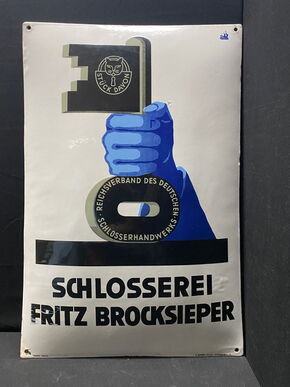 STÜCK DAVON
REICHSVERBAND DES DEUTSCHEN
SCHLOSSERHANDWERKS
SCHLOSSEREI
FRITZ BROCKSIEPER